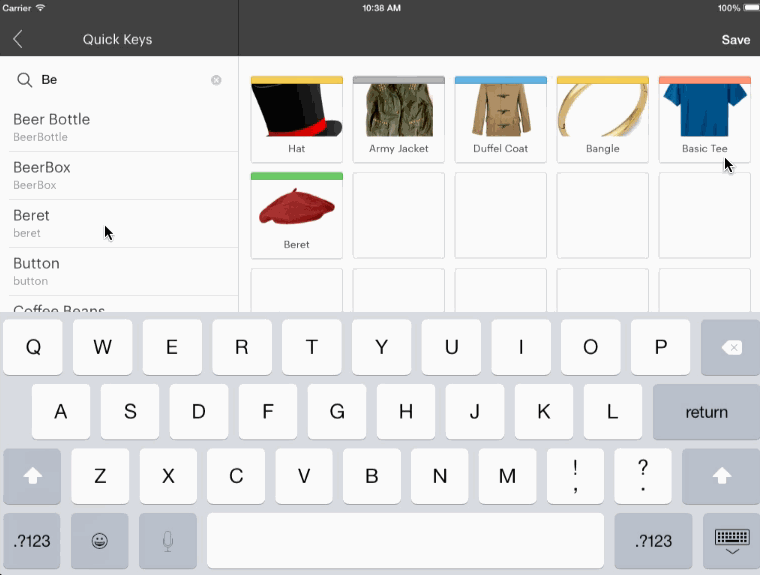 Carrier 10:38 AM 100%
Quick Keys Save
Be
Beer Bottle
BeerBottle
BeerBox
BeerBox
Beret
beret
Button
button
Coffee Beans
Hat Army Jacket Duffel Coat Bangle Basic Tee
Beret
Q W E R T Y U I O P
A S D F G H J K L return
Z X C V B N M ! , ? .
.?123 .?123